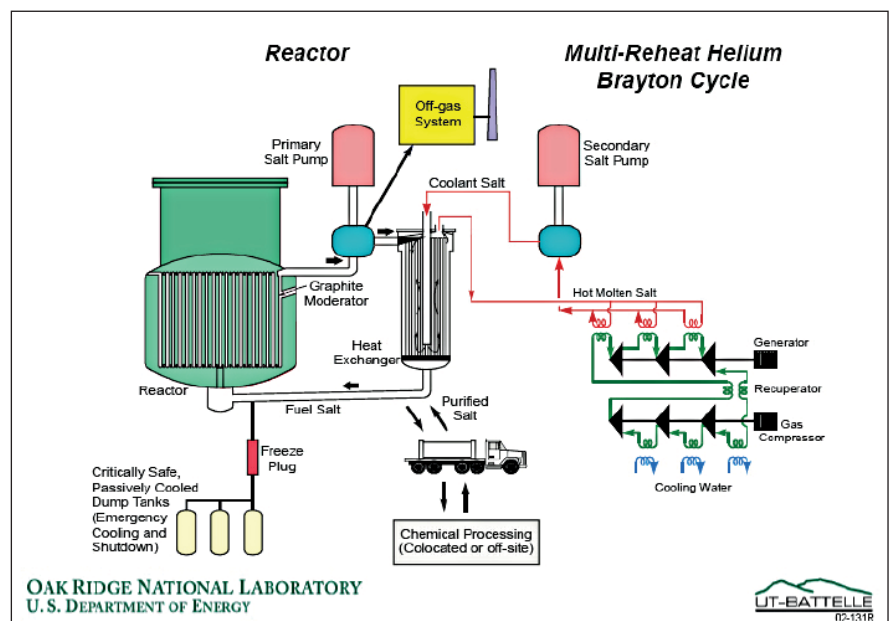 Reactor
Multi-Reheat Helium
Brayton Cycle
Off-gas
System
Primary
Salt Pump
Secondary
Salt Pump
Coolant Salt
Graphite
Moderator
Hot Molten Salt
Heat
Exchanger
Generator
Recuperator
Reactor
Fuel Salt
Purified
Salt
Gas
Compressor
Freeze
Plug
Cooling Water
Critically Safe,
Passively Cooled
Dump Tanks
(Emergency
Cooling and
Shutdown)
Chemical Processing
(Colocated or off-site)
OAK RIDGE NATIONAL LABORATORY
U. S. DEPARTMENT OF ENERGY
UT-BATTELLE
02-131R